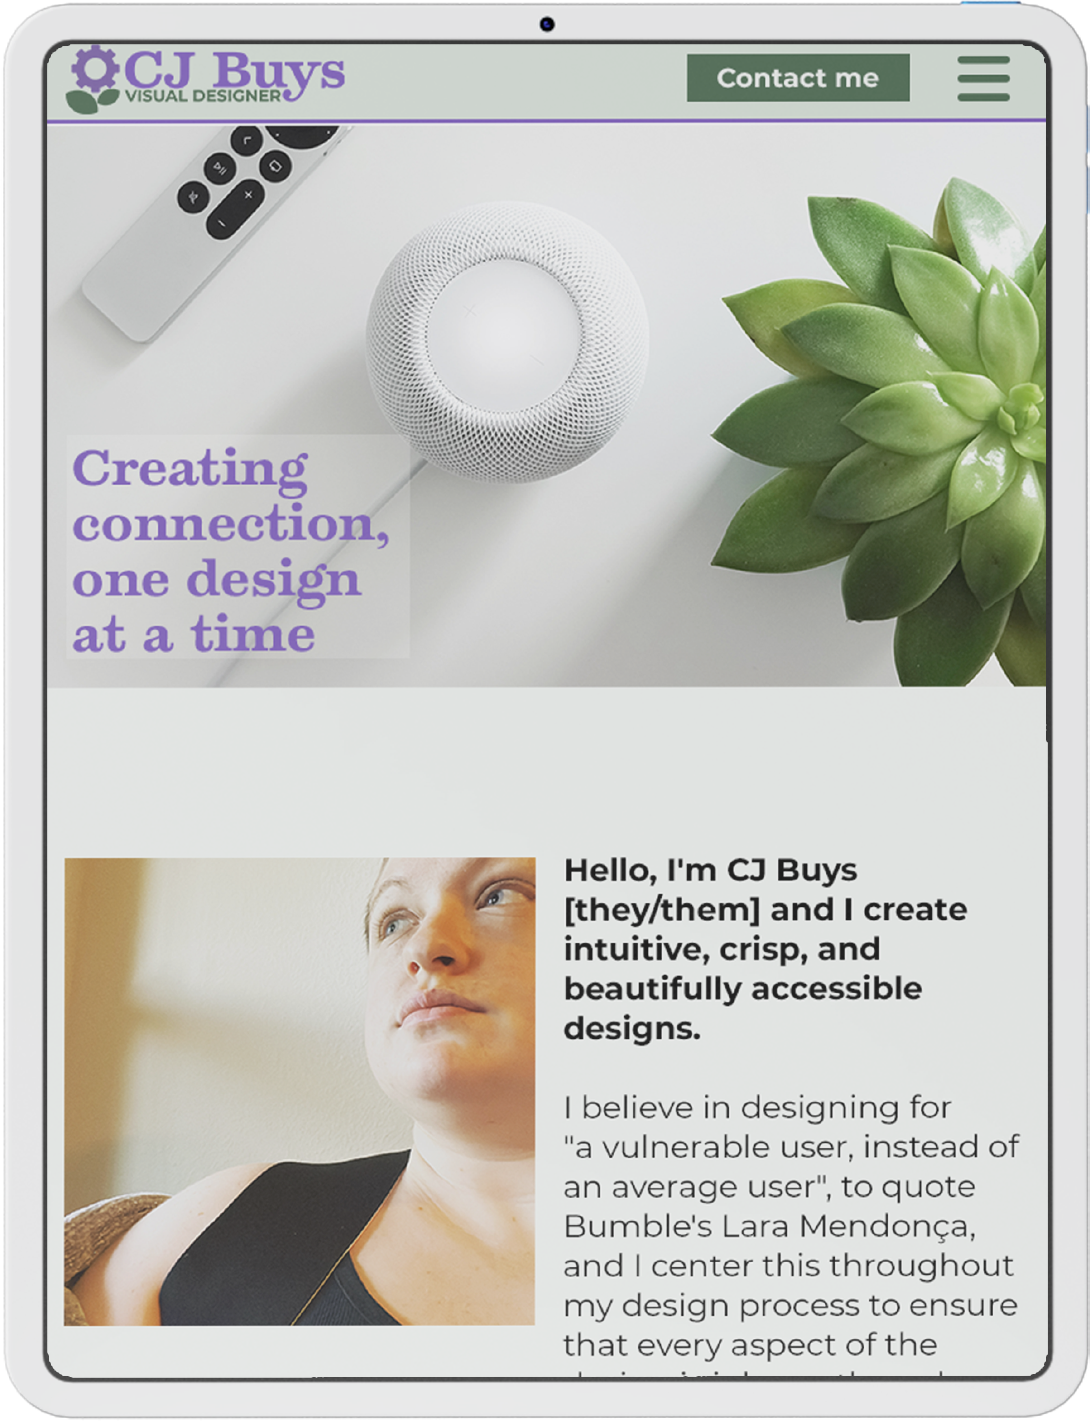 CJ Buys
VISUAL DESIGNER
Contact me
Creating
connection,
one design
at a time
Hello, I'm CJ Buys
[they/them] and I create
intuitive, crisp, and
beautifully accessible
designs.
I believe in designing for
"a vulnerable user, instead of
an average user", to quote
Bumble's Lara Mendonça,
and I center this throughout
my design process to ensure
that every aspect of the